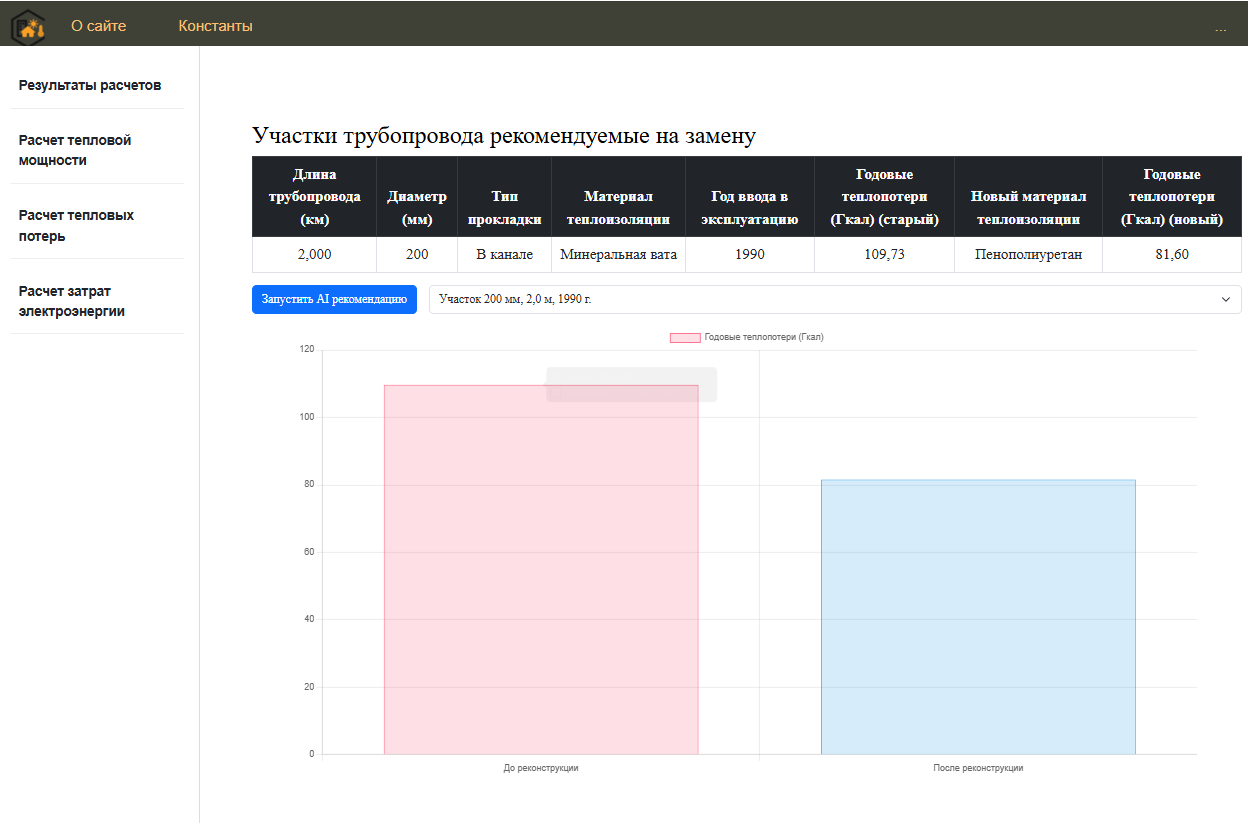 О сайте
Константы
...
Результаты расчетов
Расчет тепловой
мощности
Расчет тепловых
потерь
Расчет затрат
электроэнергии
Участки трубопровода рекомендуемые на замену
Длина
трубопровода
(км)
Диаметр
(мм)
Тип
прокладки
Материал
теплоизоляции
Год ввода в
эксплуатацию
Годовые
теплопотери
(Гкал) (старый)
Новый материал
теплоизоляции
Годовые
теплопотери
(Гкал) (новый)
2,000
200
В канале
Минеральная вата
1990
109,73
Пенополиуретан
81,60
Запустить AI рекомендацию
Участок 200 мм, 2,0 м, 1990 г.
Годовые теплопотери (Гкал)
120
100
80
60
40
20
0
До реконструкции
После реконструкции